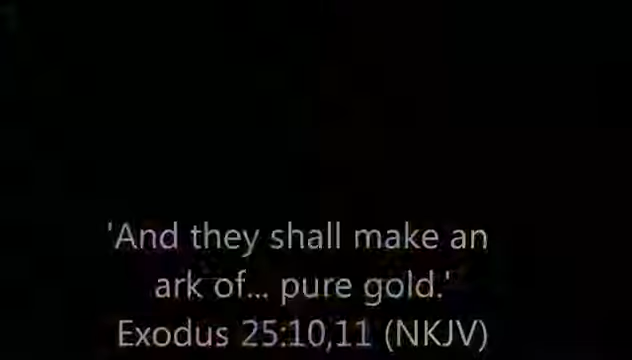 'And they shall make an
ark of... pure gold.'
Exodus 25:10,11 (NKJV)